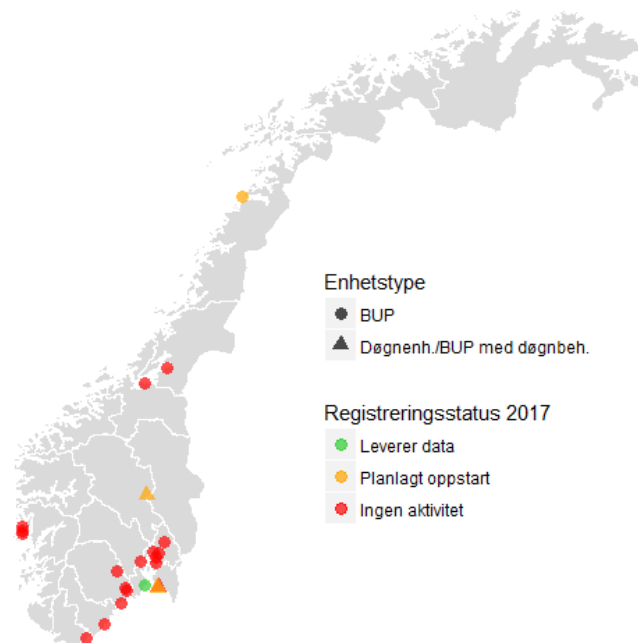 Enhetstype
BUP
Døgnenh./BUP med døgnbeh.
Registreringsstatus 2017
Leverer data
Planlagt oppstart
Ingen aktivitet